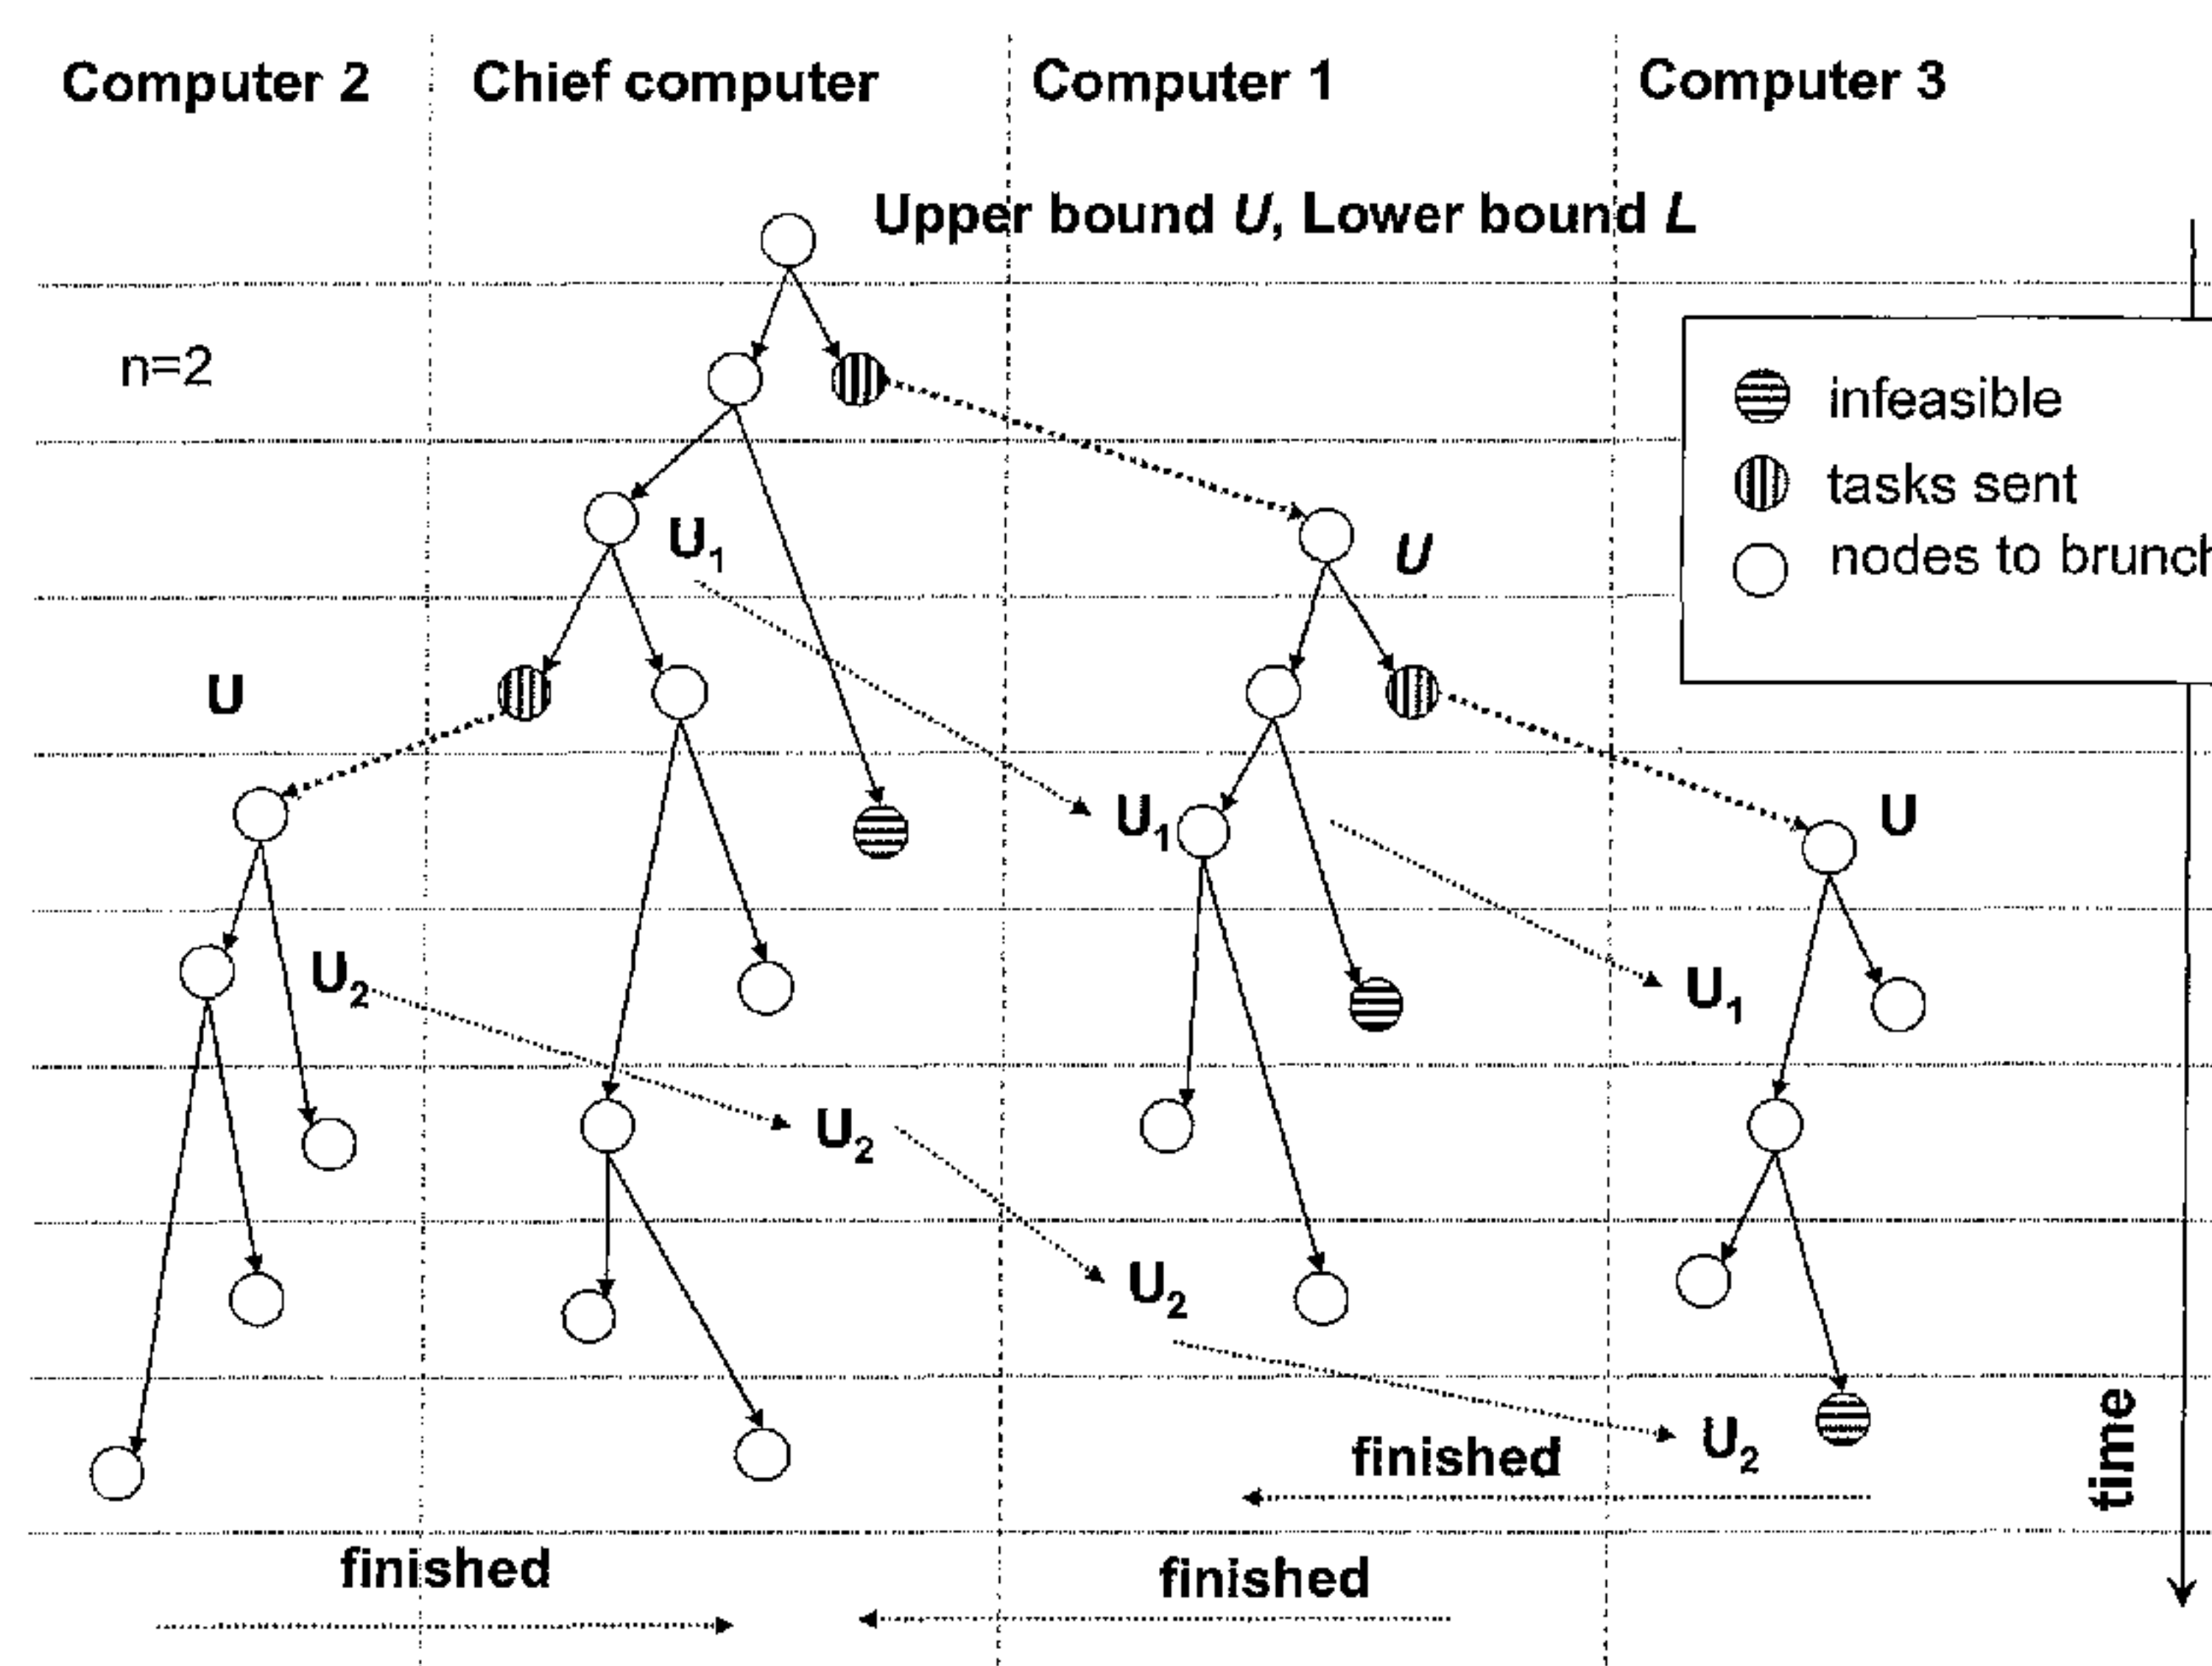 Computer 2
Chief computer
Computer 1
Computer 3
Upper bound U, Lower bound L
n=2
infeasible
tasks sent
nodes to brunch
U₁
U
U
U₁
U
U₂
U₁
U₂
U₂
U₂
finished
time
finished
finished